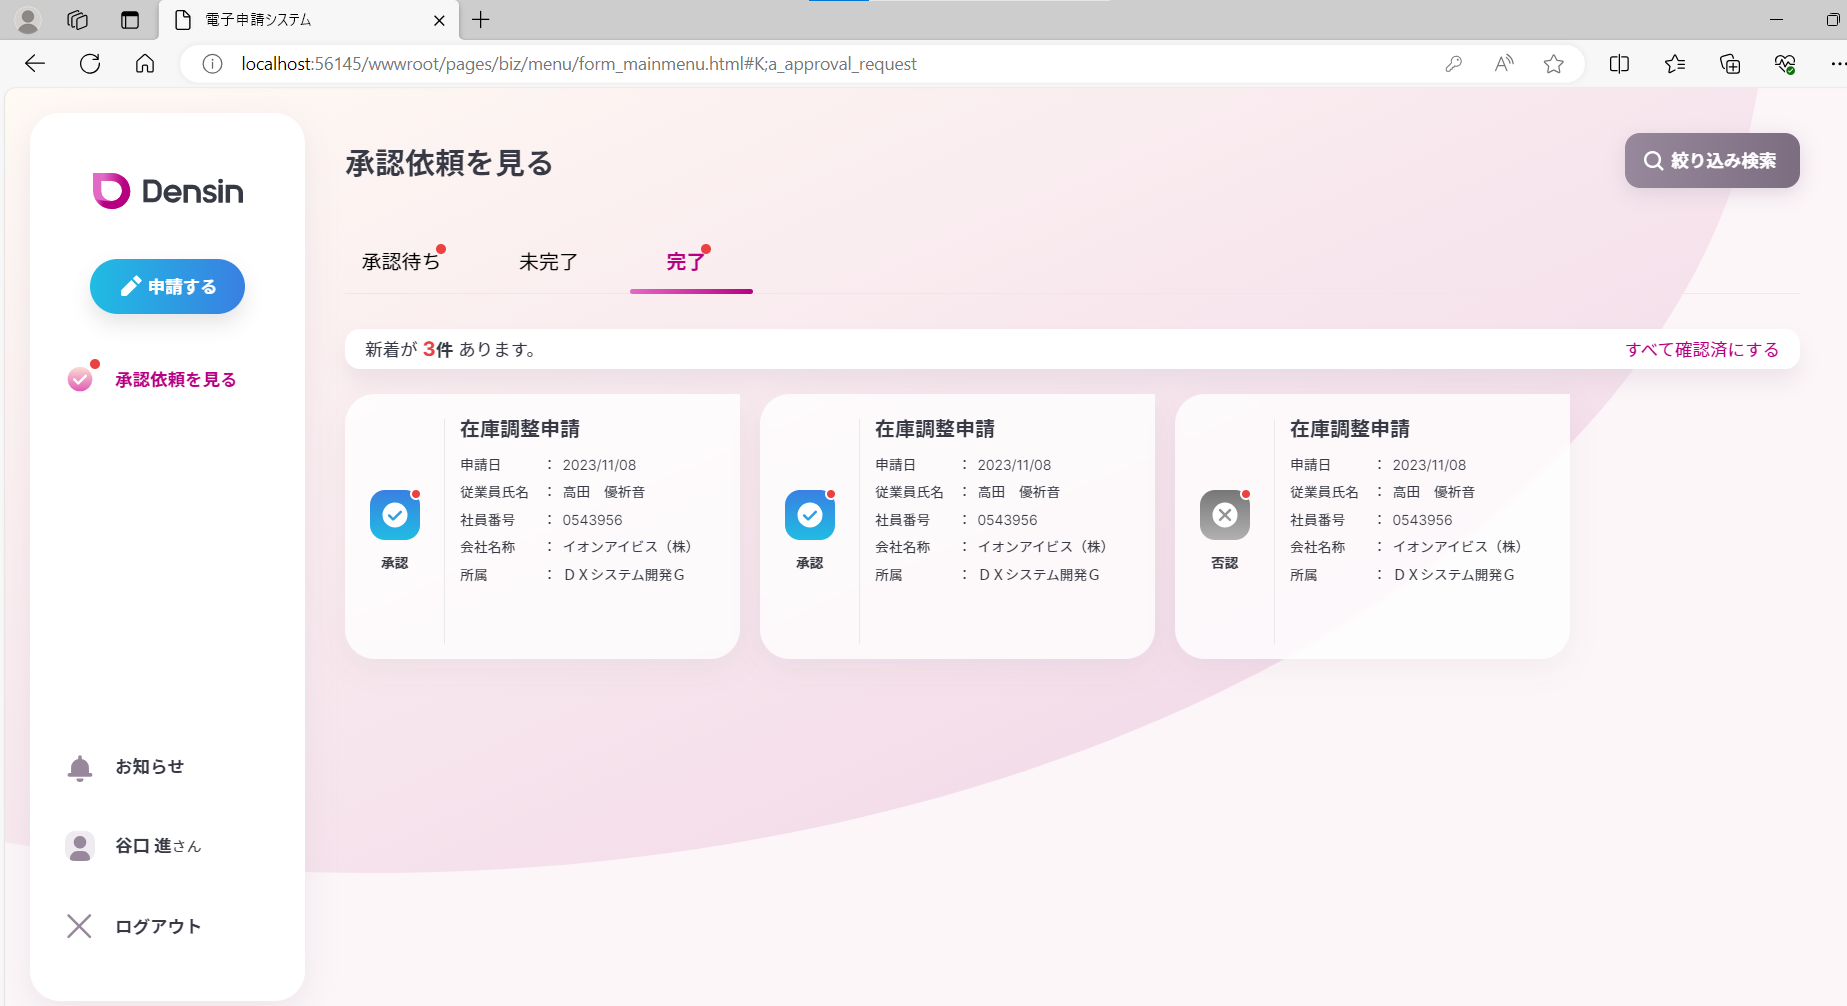 電子申請システム
localhost:56145/wwwroot/pages/biz/menu/form_mainmenu.html#K;a_approval_request
Densin
申請する
承認依頼を見る
お知らせ
谷口 進さん
ログアウト
承認依頼を見る
絞り込み検索
承認待ち
未完了
完了
新着が 3件 あります。
すべて確認済にする
承認
在庫調整申請
申請日 : 2023/11/08
従業員氏名 : 高田　優祈音
社員番号 : 0543956
会社名称 : イオンアイビス（株）
所属 : ＤＸシステム開発Ｇ
承認
在庫調整申請
申請日 : 2023/11/08
従業員氏名 : 高田　優祈音
社員番号 : 0543956
会社名称 : イオンアイビス（株）
所属 : ＤＸシステム開発Ｇ
否認
在庫調整申請
申請日 : 2023/11/08
従業員氏名 : 高田　優祈音
社員番号 : 0543956
会社名称 : イオンアイビス（株）
所属 : ＤＸシステム開発Ｇ